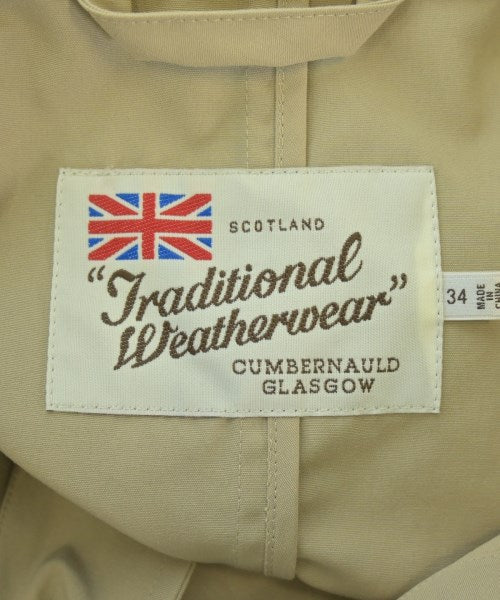 SCOTLAND
"Traditional
Weatherwear"
CUMBERNAULD
GLASGOW
34
MADE
IN
CHINA